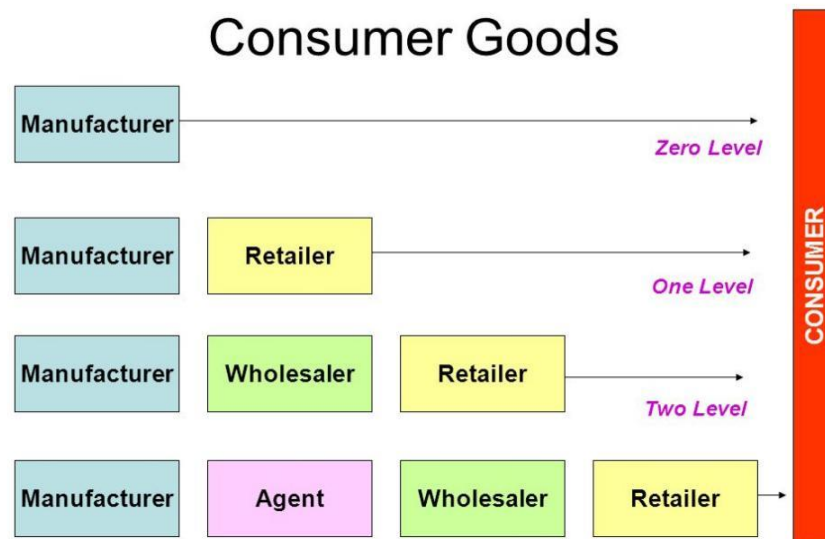 Consumer Goods
Manufacturer
Zero Level
Manufacturer Retailer
One Level
Manufacturer Wholesaler Retailer
Two Level
Manufacturer Agent Wholesaler Retailer
CONSUMER